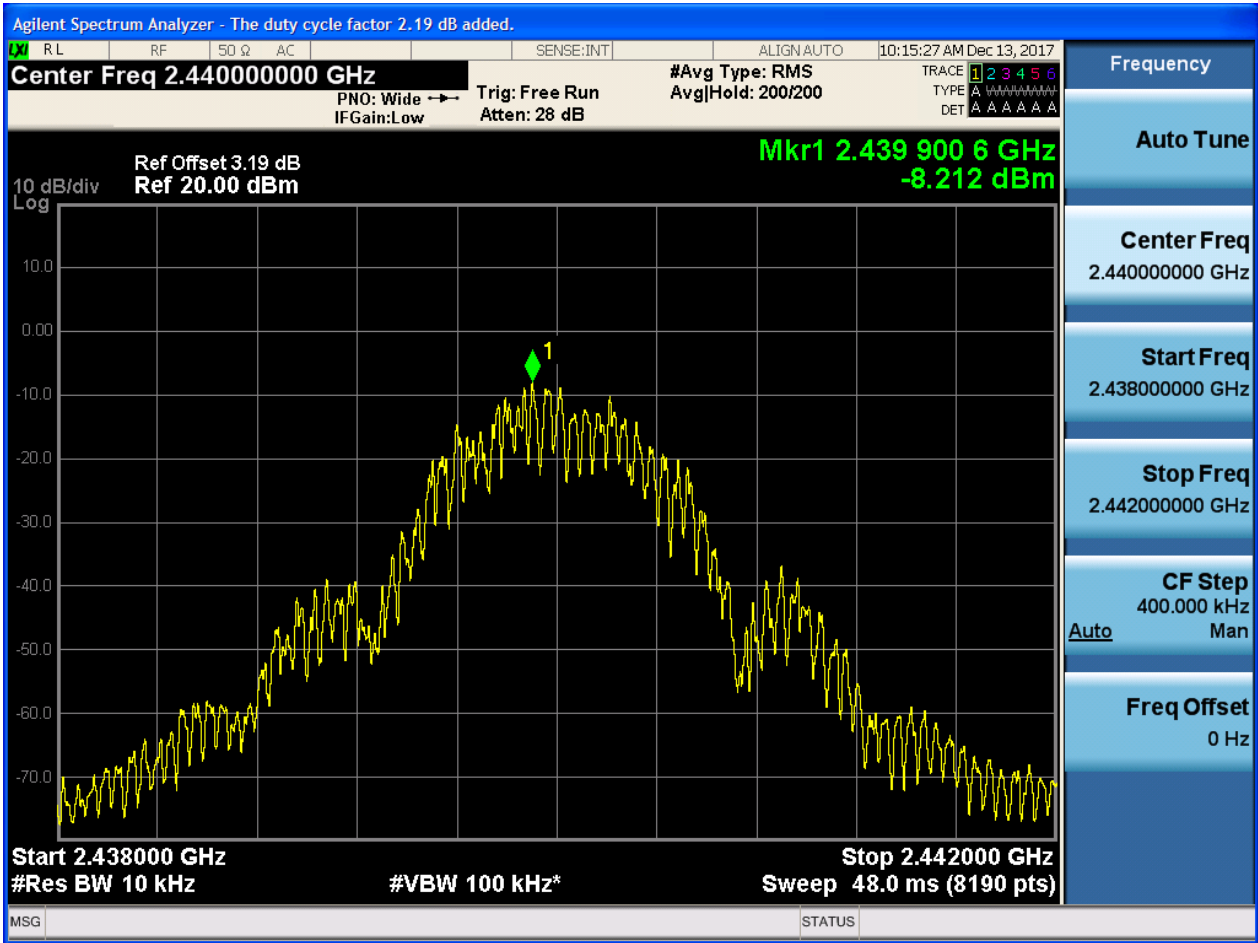 Agilent Spectrum Analyzer - The duty cycle factor 2.19 dB added.
LXI RL RF 50 Ω AC SENSE:INT ALIGNAUTO 10:15:27 AM Dec 13, 2017
Center Freq 2.440000000 GHz
PNO: Wide
IFGain:Low
Trig: Free Run
Atten: 28 dB
#Avg Type: RMS
Avg|Hold: 200/200
TRACE 1 2 3 4 5 6
TYPE A WWWWWW
DET A A A A A A
Ref Offset 3.19 dB
10 dB/div Ref 20.00 dBm
Log
Mkr1 2.439 900 6 GHz
-8.212 dBm
10.0
0.00
-10.0
-20.0
-30.0
-40.0
-50.0
-60.0
-70.0
1
Start 2.438000 GHz Stop 2.442000 GHz
#Res BW 10 kHz #VBW 100 kHz* Sweep 48.0 ms (8190 pts)
MSG STATUS
Frequency
Auto Tune
Center Freq
2.440000000 GHz
Start Freq
2.438000000 GHz
Stop Freq
2.442000000 GHz
CF Step
400.000 kHz
Auto Man
Freq Offset
0 Hz